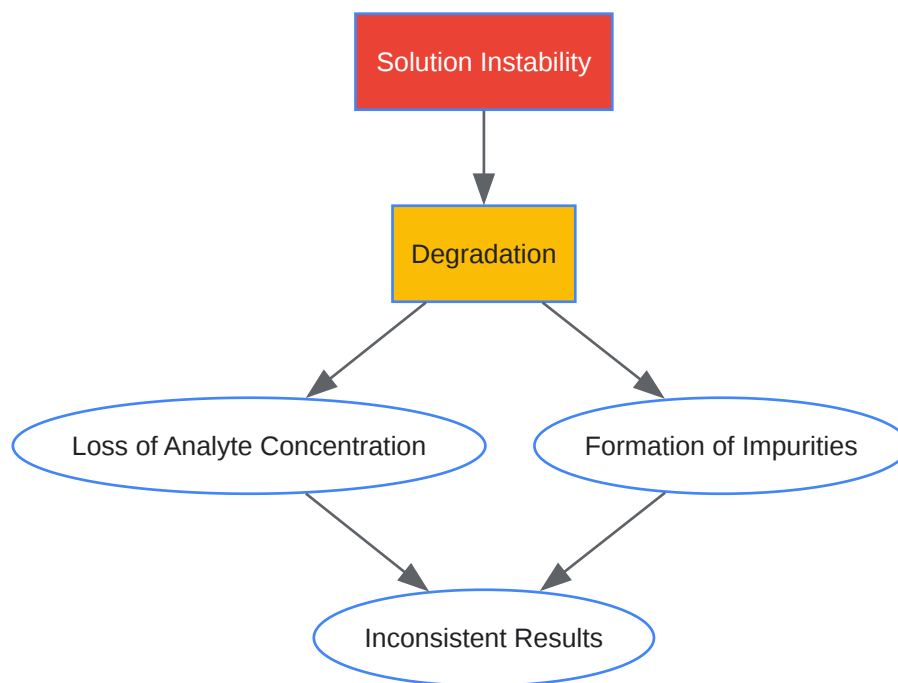 Solution Instability
Degradation
Loss of Analyte Concentration
Formation of Impurities
Inconsistent Results